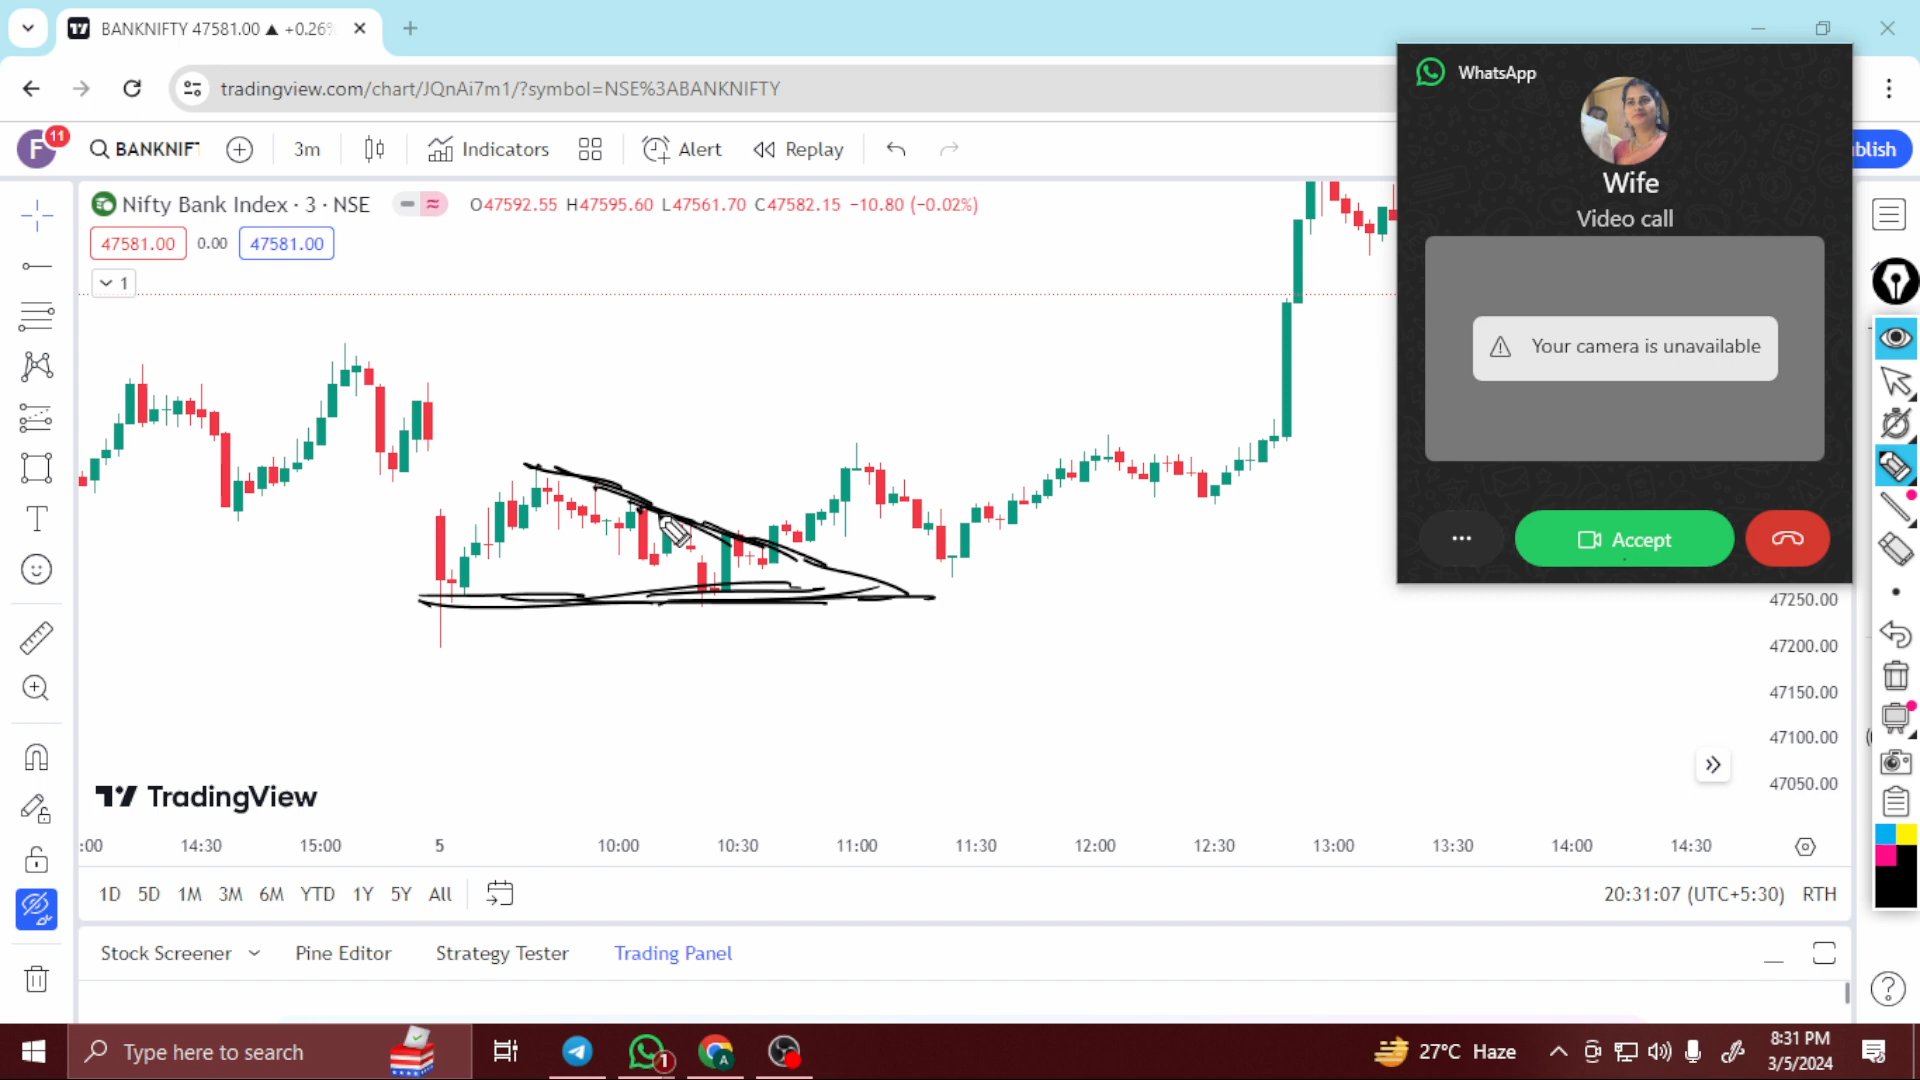 BANKNIFTY 47581.00 ▲ +0.26%
tradingview.com/chart/JQnAi7m1/?symbol=NSE%3ABANKNIFTY
F
11
BANKNIFT
3m
Indicators
Alert
Replay
blish
Nifty Bank Index · 3 · NSE
O47592.55 H47595.60 L47561.70 C47582.15 −10.80 (−0.02%)
47581.00
0.00
47581.00
1
WhatsApp
Wife
Video call
Your camera is unavailable
Accept
47250.00
47200.00
47150.00
47100.00
47050.00
TradingView
:00
14:30
15:00
5
10:00
10:30
11:00
11:30
12:00
12:30
13:00
13:30
14:00
14:30
1D 5D 1M 3M 6M YTD 1Y 5Y All
20:31:07 (UTC+5:30) RTH
Stock Screener
Pine Editor
Strategy Tester
Trading Panel
Type here to search
1
A
27°C Haze
8:31 PM
3/5/2024